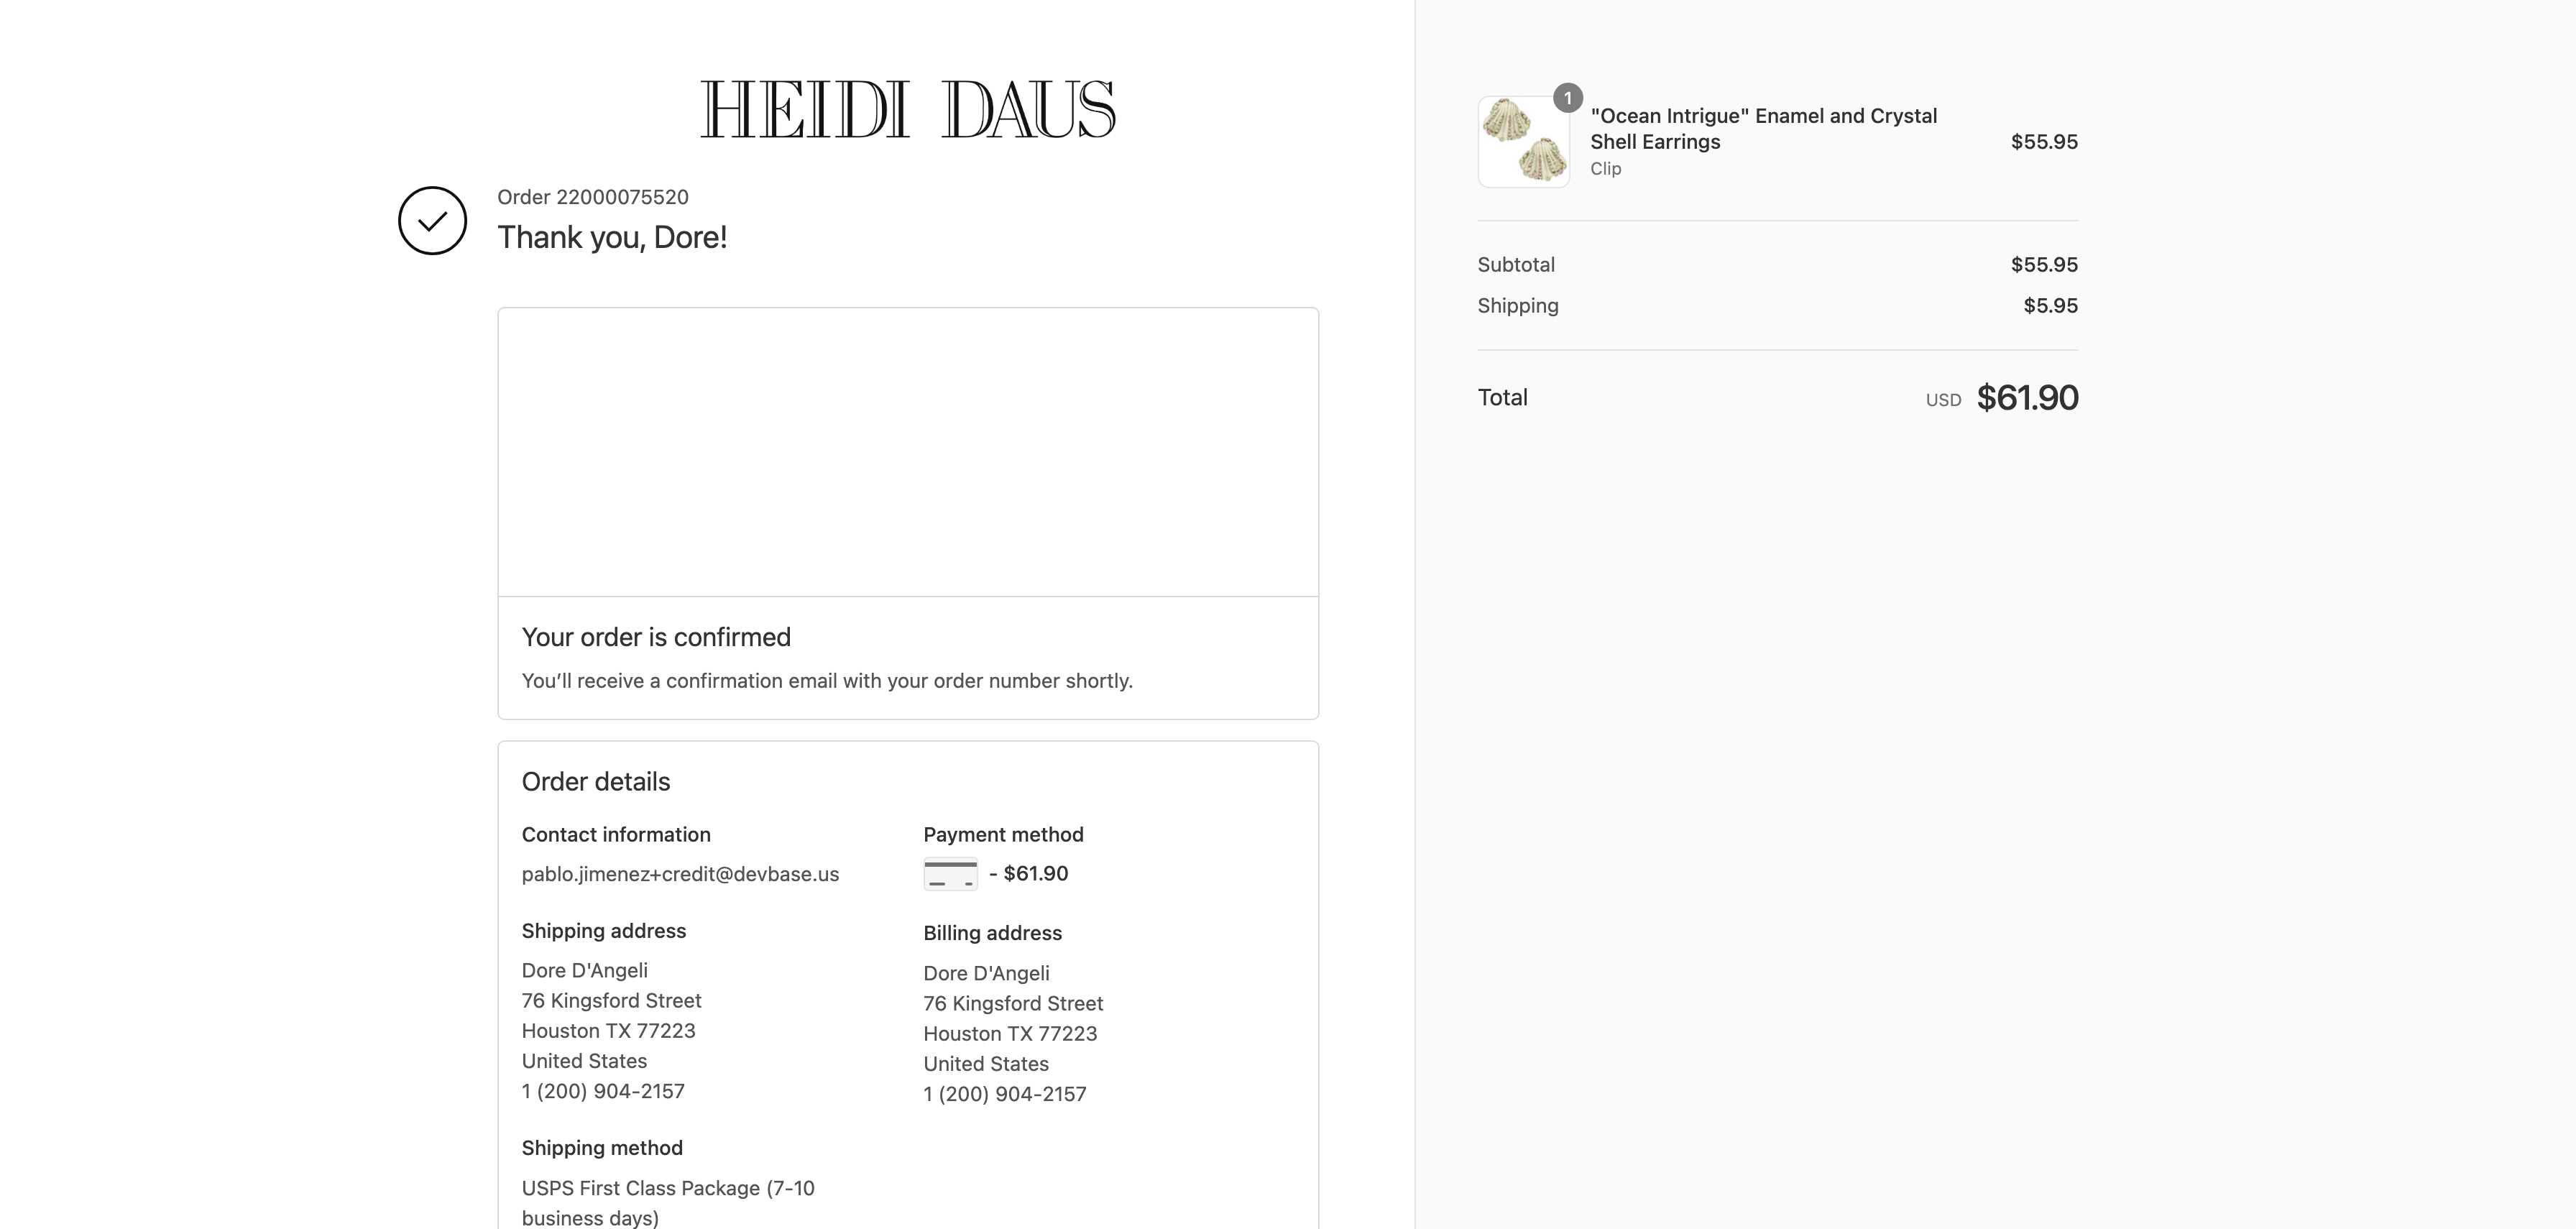 HEIDI DAUS
Order 22000075520
Thank you, Dore!
Your order is confirmed
You’ll receive a confirmation email with your order number shortly.
Order details
Contact information
pablo.jimenez+credit@devbase.us
Payment method
- $61.90
Shipping address
Dore D'Angeli
76 Kingsford Street
Houston TX 77223
United States
1 (200) 904-2157
Billing address
Dore D'Angeli
76 Kingsford Street
Houston TX 77223
United States
1 (200) 904-2157
Shipping method
USPS First Class Package (7-10
business days)
1
"Ocean Intrigue" Enamel and Crystal
Shell Earrings
Clip
$55.95
Subtotal $55.95
Shipping $5.95
Total USD $61.90